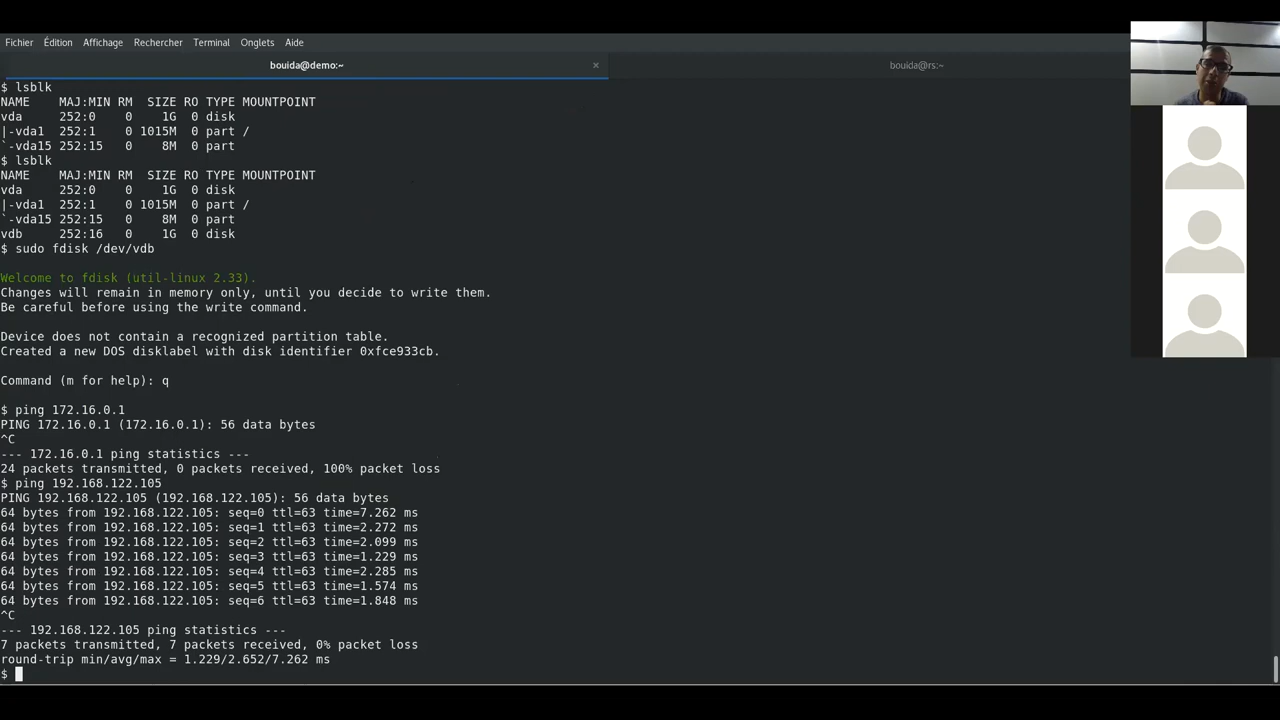 Fichier Édition Affichage Rechercher Terminal Onglets Aide
bouida@demo:~ × bouida@rs:~
$ lsblk
NAME    MAJ:MIN RM  SIZE RO TYPE MOUNTPOINT
vda     252:0    0    1G  0 disk
|-vda1  252:1    0 1015M  0 part /
`-vda15 252:15   0    8M  0 part
$ lsblk
NAME    MAJ:MIN RM  SIZE RO TYPE MOUNTPOINT
vda     252:0    0    1G  0 disk
|-vda1  252:1    0 1015M  0 part /
`-vda15 252:15   0    8M  0 part
vdb     252:16   0    1G  0 disk
$ sudo fdisk /dev/vdb
Welcome to fdisk (util-linux 2.33).
Changes will remain in memory only, until you decide to write them.
Be careful before using the write command.
Device does not contain a recognized partition table.
Created a new DOS disklabel with disk identifier 0xfce933cb.
Command (m for help): q
$ ping 172.16.0.1
PING 172.16.0.1 (172.16.0.1): 56 data bytes
^C
--- 172.16.0.1 ping statistics ---
24 packets transmitted, 0 packets received, 100% packet loss
$ ping 192.168.122.105
PING 192.168.122.105 (192.168.122.105): 56 data bytes
64 bytes from 192.168.122.105: seq=0 ttl=63 time=7.262 ms
64 bytes from 192.168.122.105: seq=1 ttl=63 time=2.272 ms
64 bytes from 192.168.122.105: seq=2 ttl=63 time=2.099 ms
64 bytes from 192.168.122.105: seq=3 ttl=63 time=1.229 ms
64 bytes from 192.168.122.105: seq=4 ttl=63 time=2.285 ms
64 bytes from 192.168.122.105: seq=5 ttl=63 time=1.574 ms
64 bytes from 192.168.122.105: seq=6 ttl=63 time=1.848 ms
^C
--- 192.168.122.105 ping statistics ---
7 packets transmitted, 7 packets received, 0% packet loss
round-trip min/avg/max = 1.229/2.652/7.262 ms
$